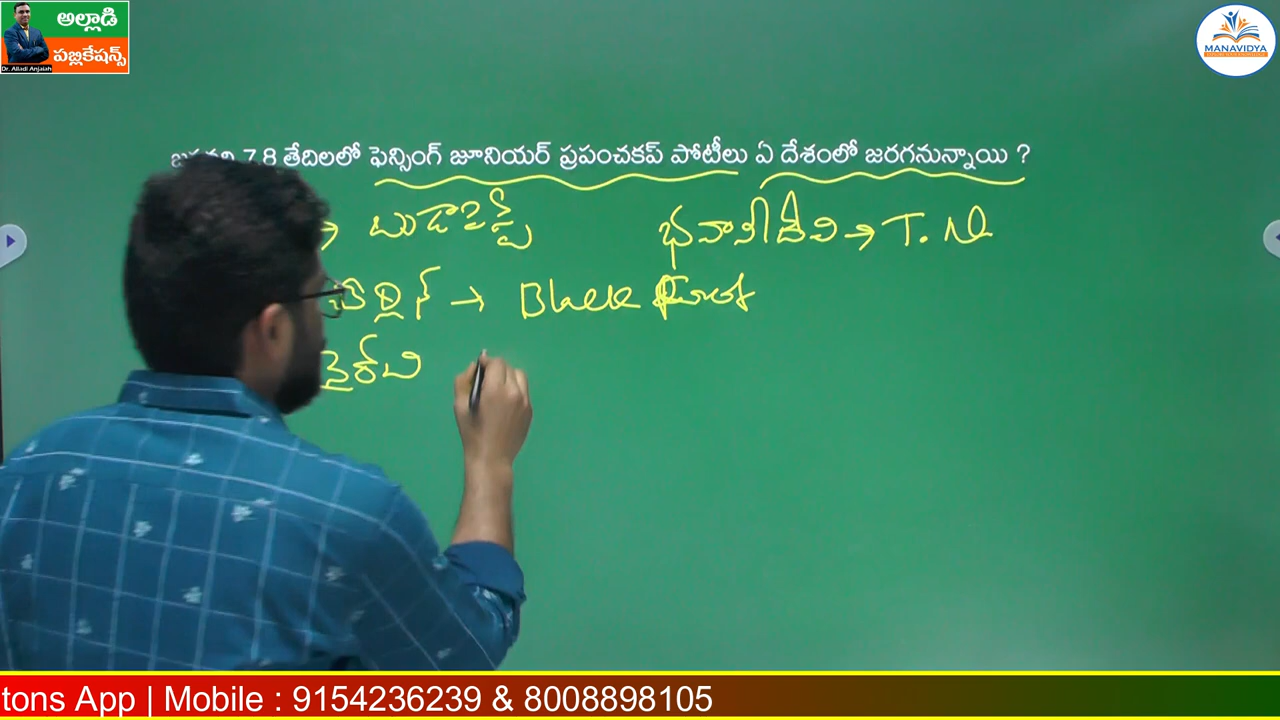 అల్లాడి
పబ్లికేషన్స్
Dr. Alladi Anjaiah
MANAVIDYA
7,8 తేదిలలో ఫెన్సింగ్ జూనియర్ ప్రపంచకప్ పోటీలు ఏ దేశంలో జరగనున్నాయి ?
→ బుడాపెస్ట్ భవానీదేవి → T. N
బెర్లిన్ → Black Forest
నైరోబి
tons App | Mobile : 9154236239 & 8008898105